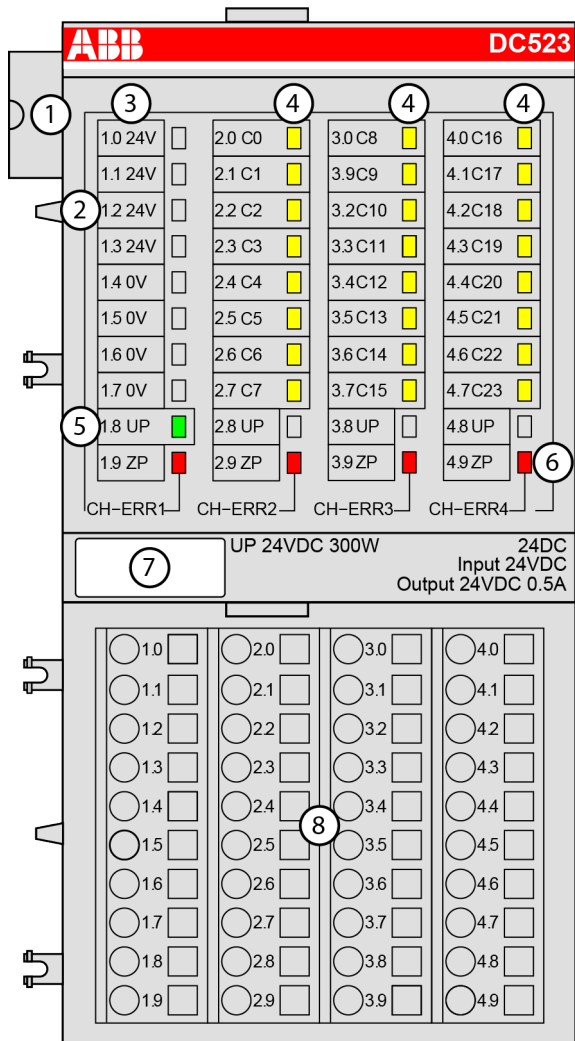 ABB DC523
3 4 4 4
1
1.0 24V 2.0 C0 3.0 C8 4.0 C16
1.1 24V 2.1 C1 3.9C9 4.1C17
2 1.2 24V 2.2 C2 3.2C10 4.2C18
1.3 24V 2.3 C3 3.3 C11 4.3 C19
1.4 0V 2.4 C4 3.4C12 4.4C20
1.5 0V 2.5 C5 3.5 C13 4.5 C21
1.6 0V 2.6 C6 3.6 C14 4.6 C22
1.7 0V 2.7 C7 3.7C15 4.7C23
5 1.8 UP 2.8 UP 3.8 UP 4.8 UP
1.9 ZP 2.9 ZP 3.9 ZP 4.9 ZP 6
CH–ERR1 CH–ERR2 CH–ERR3 CH–ERR4
UP 24VDC 300W 24DC
7 Input 24VDC
Output 24VDC 0.5A
1.0 2.0 3.0 4.0
1.1 2.1 3.1 4.1
1.2 2.2 3.2 4.2
1.3 2.3 3.3 4.3
1.4 2.4 3.4 4.4
8
1.5 2.5 3.5 4.5
1.6 2.6 3.6 4.6
1.7 2.7 3.7 4.7
1.8 2.8 3.8 4.8
1.9 2.9 3.9 4.9